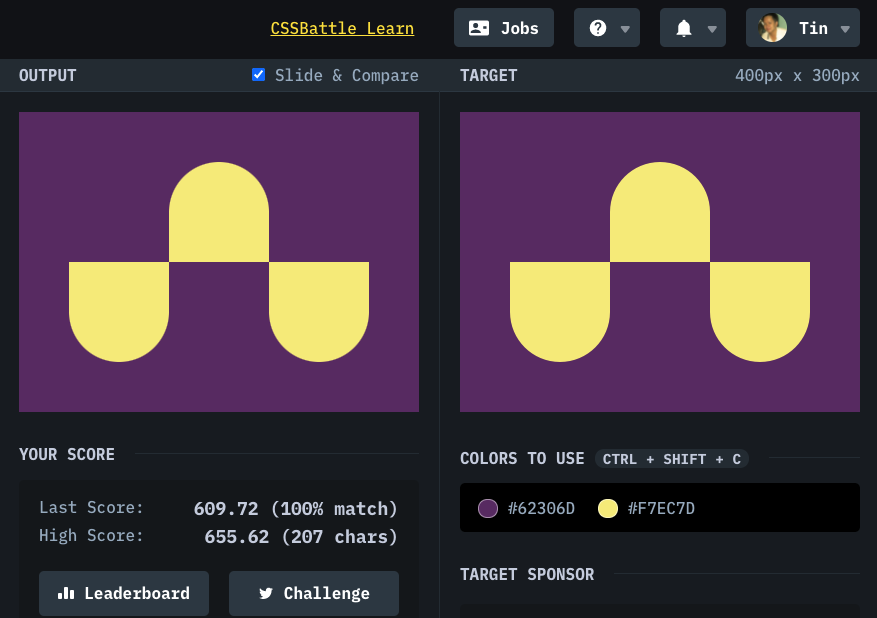 CSSBattle Learn
Jobs
Tin
OUTPUT
Slide & Compare
TARGET
400px x 300px
YOUR SCORE
Last Score: 609.72 (100% match)
High Score: 655.62 (207 chars)
Leaderboard
Challenge
COLORS TO USE CTRL + SHIFT + C
#62306D #F7EC7D
TARGET SPONSOR